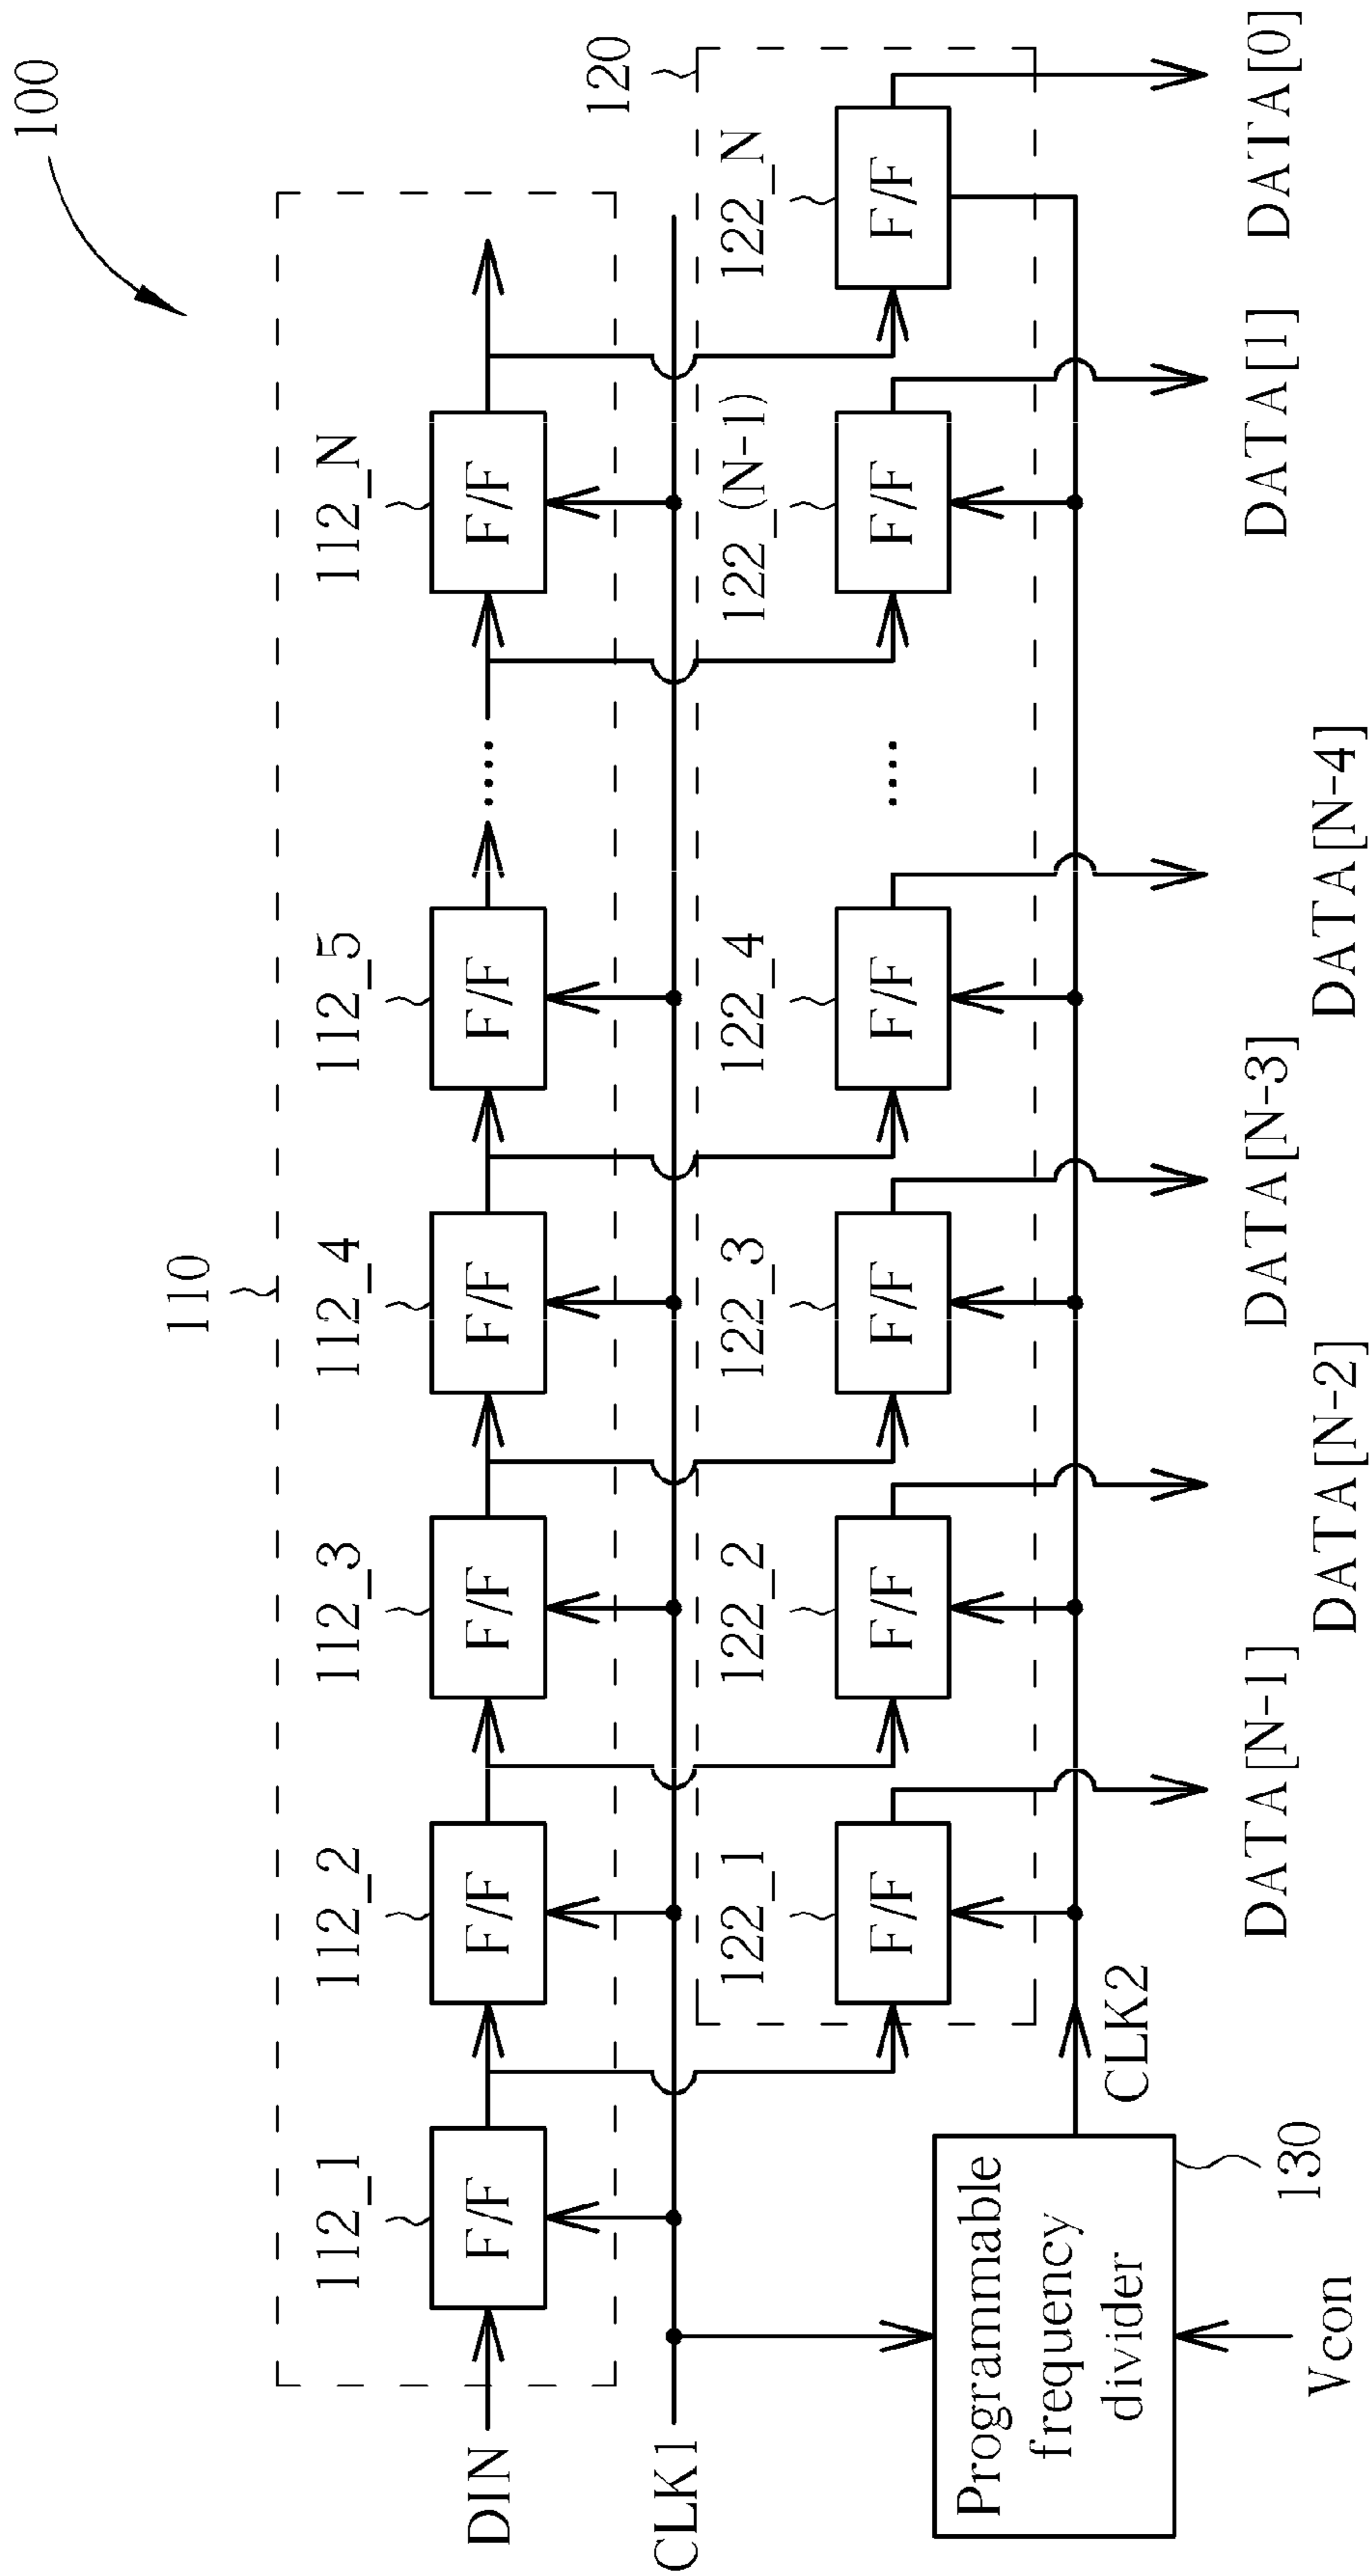 100
110
112_1
112_2
112_3
112_4
112_5
112_N
DIN
F/F
F/F
F/F
F/F
F/F
....
F/F
CLK1
120
122_1
122_2
122_3
122_4
122_(N-1)
122_N
F/F
F/F
F/F
F/F
....
F/F
F/F
Programmable
frequency
divider
CLK2
130
Vcon
DATA[N-1]
DATA[N-2]
DATA[N-3]
DATA[N-4]
DATA[1]
DATA[0]